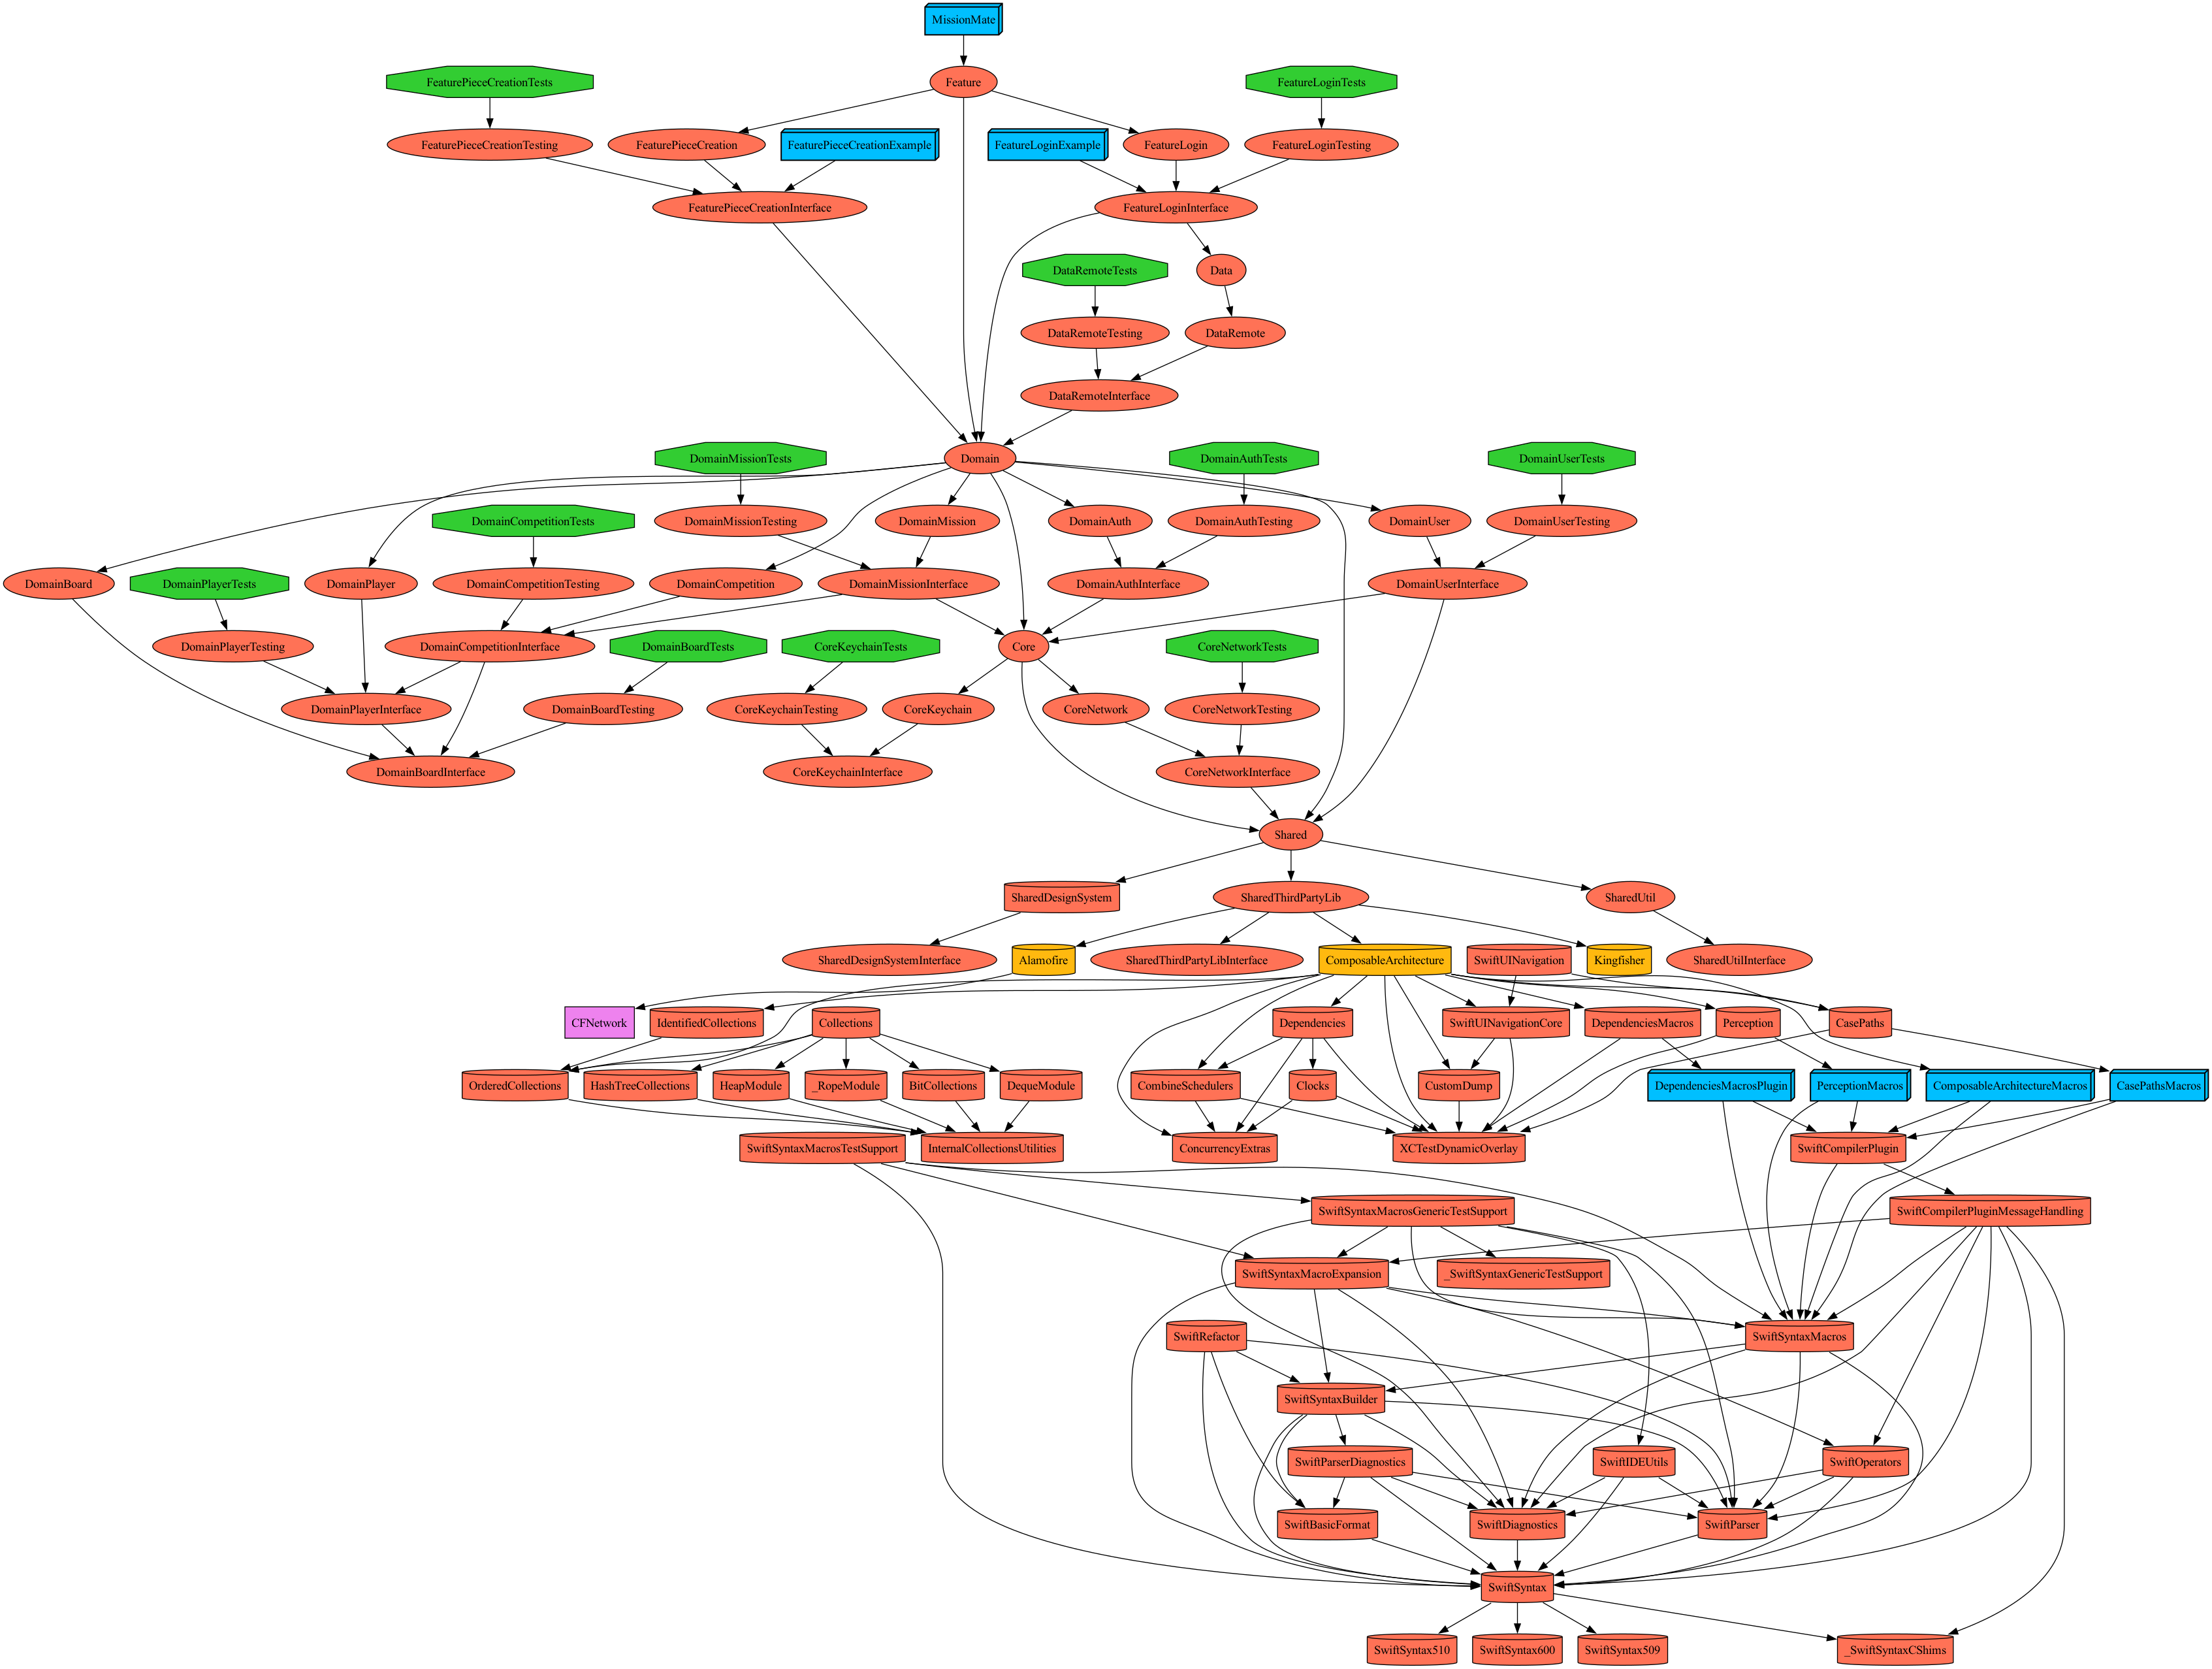 MissionMate
FeaturePieceCreationTests
Feature
FeatureLoginTests
FeaturePieceCreationTesting
FeaturePieceCreation
FeaturePieceCreationExample
FeatureLoginExample
FeatureLogin
FeatureLoginTesting
FeaturePieceCreationInterface
FeatureLoginInterface
DataRemoteTests
Data
DataRemoteTesting
DataRemote
DataRemoteInterface
DomainMissionTests
Domain
DomainAuthTests
DomainUserTests
DomainCompetitionTests
DomainMissionTesting
DomainMission
DomainAuth
DomainAuthTesting
DomainUser
DomainUserTesting
DomainBoard
DomainPlayerTests
DomainPlayer
DomainCompetitionTesting
DomainCompetition
DomainMissionInterface
DomainAuthInterface
DomainUserInterface
DomainPlayerTesting
DomainCompetitionInterface
DomainBoardTests
CoreKeychainTests
Core
CoreNetworkTests
DomainPlayerInterface
DomainBoardTesting
CoreKeychainTesting
CoreKeychain
CoreNetwork
CoreNetworkTesting
DomainBoardInterface
CoreKeychainInterface
CoreNetworkInterface
Shared
SharedDesignSystem
SharedThirdPartyLib
SharedUtil
SharedDesignSystemInterface
Alamofire
SharedThirdPartyLibInterface
ComposableArchitecture
SwiftUINavigation
Kingfisher
SharedUtilInterface
CFNetwork
IdentifiedCollections
Collections
Dependencies
SwiftUINavigationCore
DependenciesMacros
Perception
CasePaths
OrderedCollections
HashTreeCollections
HeapModule
_RopeModule
BitCollections
DequeModule
CombineSchedulers
Clocks
CustomDump
DependenciesMacrosPlugin
PerceptionMacros
ComposableArchitectureMacros
CasePathsMacros
SwiftSyntaxMacrosTestSupport
InternalCollectionsUtilities
ConcurrencyExtras
XCTestDynamicOverlay
SwiftCompilerPlugin
SwiftSyntaxMacrosGenericTestSupport
SwiftCompilerPluginMessageHandling
SwiftSyntaxMacroExpansion
_SwiftSyntaxGenericTestSupport
SwiftRefactor
SwiftSyntaxMacros
SwiftSyntaxBuilder
SwiftParserDiagnostics
SwiftIDEUtils
SwiftOperators
SwiftBasicFormat
SwiftDiagnostics
SwiftParser
SwiftSyntax
SwiftSyntax510
SwiftSyntax600
SwiftSyntax509
_SwiftSyntaxCShims